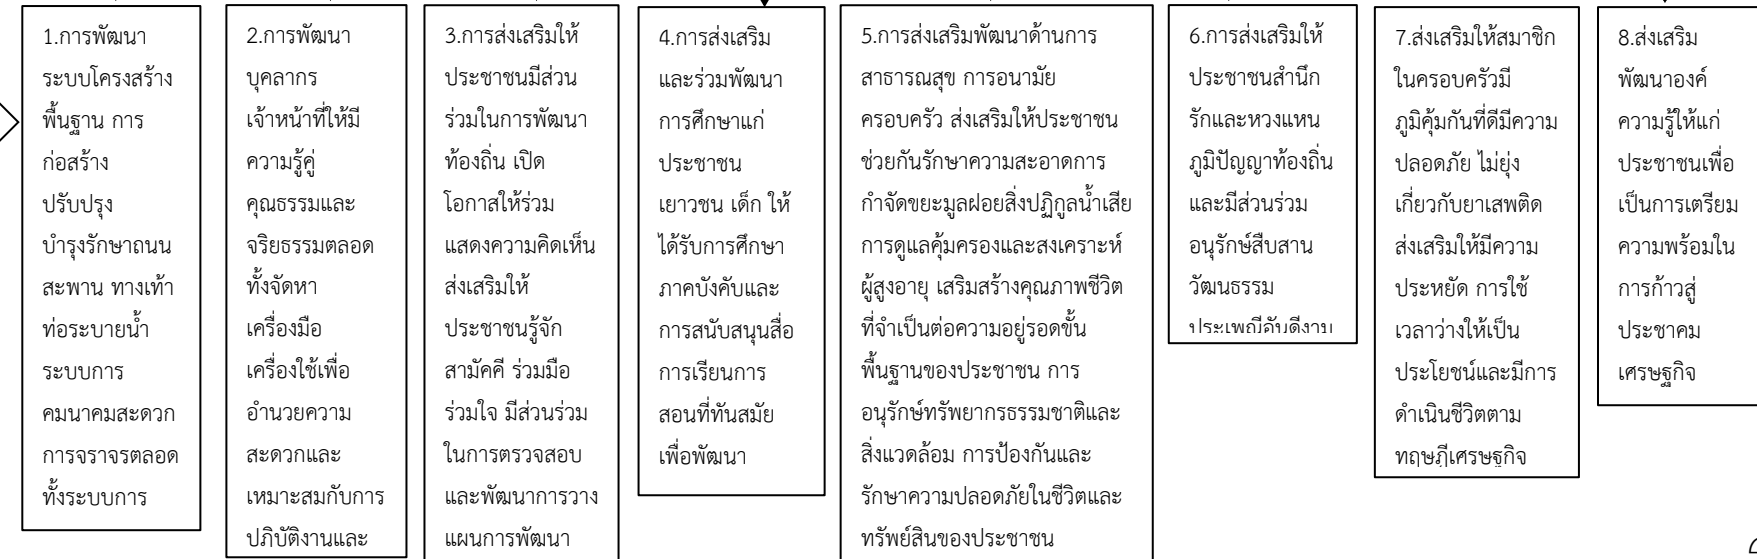 1.การพัฒนา
ระบบโครงสร้าง
พื้นฐาน การ
ก่อสร้าง
ปรับปรุง
บำรุงรักษาถนน
สะพาน ทางเท้า
ท่อระบายน้ำ
ระบบการ
คมนาคมสะดวก
การจราจรตลอด
ทั้งระบบการ
2.การพัฒนา
บุคลากร
เจ้าหน้าที่ให้มี
ความรู้คู่
คุณธรรมและ
จริยธรรมตลอด
ทั้งจัดหา
เครื่องมือ
เครื่องใช้เพื่อ
อำนวยความ
สะดวกและ
เหมาะสมกับการ
ปฏิบัติงานและ
3.การส่งเสริมให้
ประชาชนมีส่วน
ร่วมในการพัฒนา
ท้องถิ่น เปิด
โอกาสให้ร่วม
แสดงความคิดเห็น
ส่งเสริมให้
ประชาชนรู้จัก
สามัคคี ร่วมมือ
ร่วมใจ มีส่วนร่วม
ในการตรวจสอบ
และพัฒนาการวาง
แผนการพัฒนา
4.การส่งเสริม
และร่วมพัฒนา
การศึกษาแก่
ประชาชน
เยาวชน เด็ก ให้
ได้รับการศึกษา
ภาคบังคับและ
การสนับสนุนสื่อ
การเรียนการ
สอนที่ทันสมัย
เพื่อพัฒนา
5.การส่งเสริมพัฒนาด้านการ
สาธารณสุข การอนามัย
ครอบครัว ส่งเสริมให้ประชาชน
ช่วยกันรักษาความสะอาดการ
กำจัดขยะมูลฝอยสิ่งปฏิกูลน้ำเสีย
การดูแลคุ้มครองและสงเคราะห์
ผู้สูงอายุ เสริมสร้างคุณภาพชีวิต
ที่จำเป็นต่อความอยู่รอดขั้น
พื้นฐานของประชาชน การ
อนุรักษ์ทรัพยากรธรรมชาติและ
สิ่งแวดล้อม การป้องกันและ
รักษาความปลอดภัยในชีวิตและ
ทรัพย์สินของประชาชน
6.การส่งเสริมให้
ประชาชนสำนึก
รักและหวงแหน
ภูมิปัญญาท้องถิ่น
และมีส่วนร่วม
อนุรักษ์สืบสาน
วัฒนธรรม
ประเพณีอันดีงาม
7.ส่งเสริมให้สมาชิก
ในครอบครัวมี
ภูมิคุ้มกันที่ดีมีความ
ปลอดภัย ไม่ยุ่ง
เกี่ยวกับยาเสพติด
ส่งเสริมให้มีความ
ประหยัด การใช้
เวลาว่างให้เป็น
ประโยชน์และมีการ
ดำเนินชีวิตตาม
ทฤษฎีเศรษฐกิจ
8.ส่งเสริม
พัฒนาองค์
ความรู้ให้แก่
ประชาชนเพื่อ
เป็นการเตรียม
ความพร้อมใน
การก้าวสู่
ประชาคม
เศรษฐกิจ